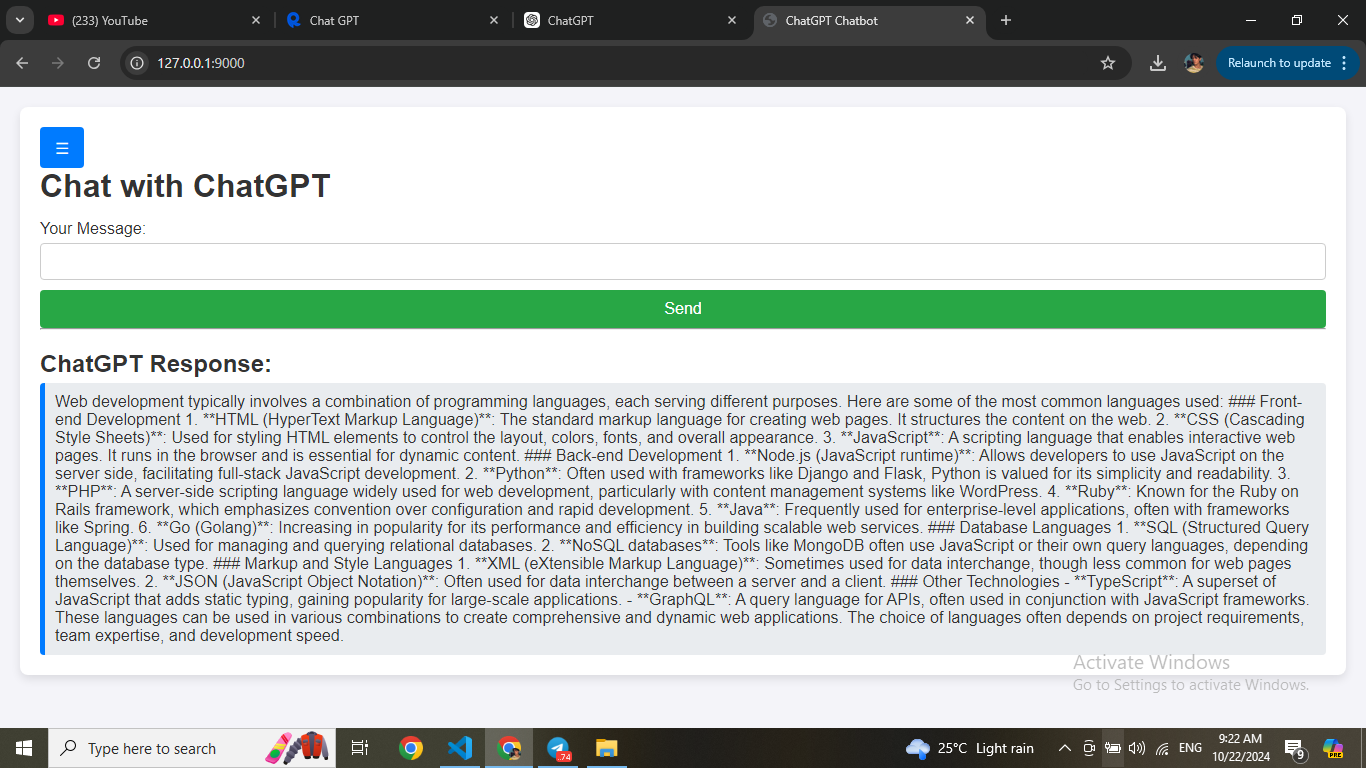 (233) YouTube
Chat GPT
ChatGPT
ChatGPT Chatbot
127.0.0.1:9000
Relaunch to update
☰
Chat with ChatGPT
Your Message:
Send
ChatGPT Response:
Web development typically involves a combination of programming languages, each serving different purposes. Here are some of the most common languages used: ### Front-
end Development 1. **HTML (HyperText Markup Language)**: The standard markup language for creating web pages. It structures the content on the web. 2. **CSS (Cascading
Style Sheets)**: Used for styling HTML elements to control the layout, colors, fonts, and overall appearance. 3. **JavaScript**: A scripting language that enables interactive web
pages. It runs in the browser and is essential for dynamic content. ### Back-end Development 1. **Node.js (JavaScript runtime)**: Allows developers to use JavaScript on the
server side, facilitating full-stack JavaScript development. 2. **Python**: Often used with frameworks like Django and Flask, Python is valued for its simplicity and readability. 3.
**PHP**: A server-side scripting language widely used for web development, particularly with content management systems like WordPress. 4. **Ruby**: Known for the Ruby on
Rails framework, which emphasizes convention over configuration and rapid development. 5. **Java**: Frequently used for enterprise-level applications, often with frameworks
like Spring. 6. **Go (Golang)**: Increasing in popularity for its performance and efficiency in building scalable web services. ### Database Languages 1. **SQL (Structured Query
Language)**: Used for managing and querying relational databases. 2. **NoSQL databases**: Tools like MongoDB often use JavaScript or their own query languages, depending
on the database type. ### Markup and Style Languages 1. **XML (eXtensible Markup Language)**: Sometimes used for data interchange, though less common for web pages
themselves. 2. **JSON (JavaScript Object Notation)**: Often used for data interchange between a server and a client. ### Other Technologies - **TypeScript**: A superset of
JavaScript that adds static typing, gaining popularity for large-scale applications. - **GraphQL**: A query language for APIs, often used in conjunction with JavaScript frameworks.
These languages can be used in various combinations to create comprehensive and dynamic web applications. The choice of languages often depends on project requirements,
team expertise, and development speed.
Activate Windows
Go to Settings to activate Windows.
Type here to search
74
25°C Light rain
ENG
9:22 AM
10/22/2024
9
PRE